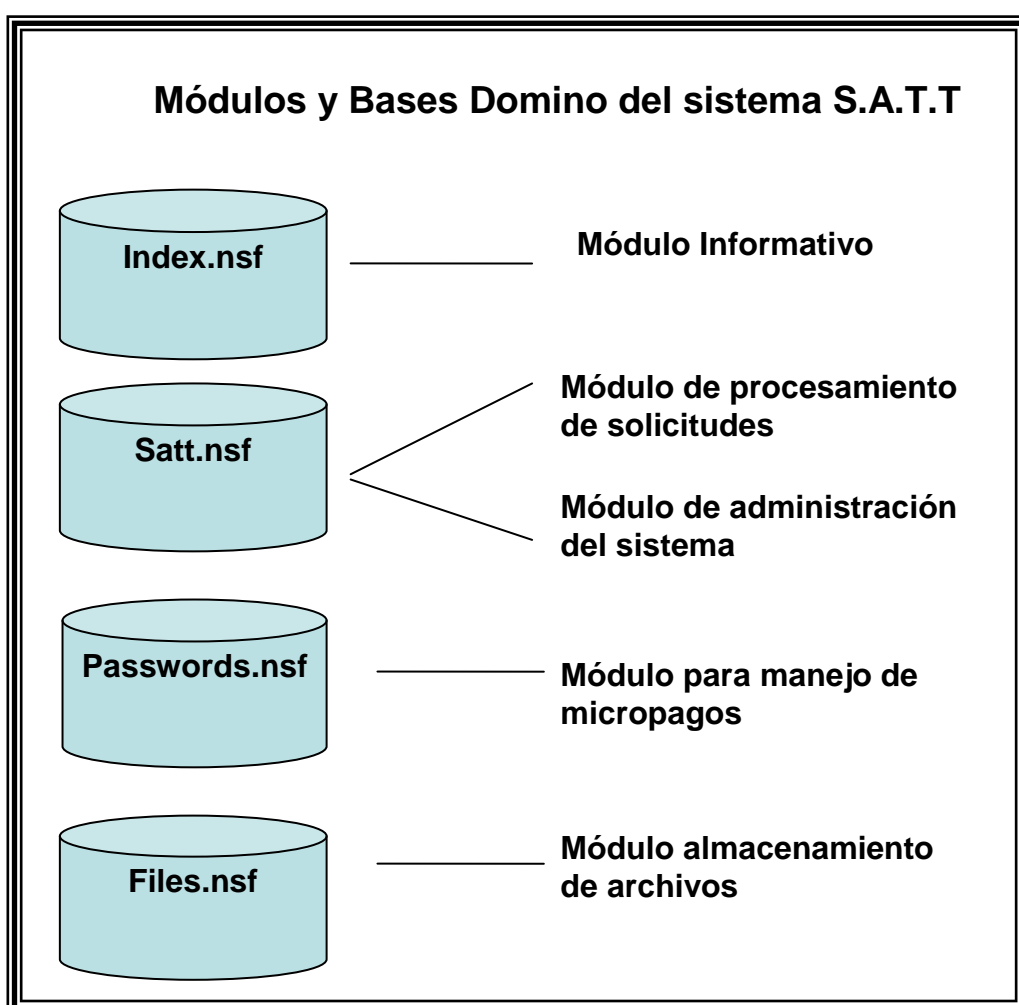 Módulos y Bases Domino del sistema S.A.T.T
Index.nsf
Módulo Informativo
Satt.nsf
Módulo de procesamiento
de solicitudes
Módulo de administración
del sistema
Passwords.nsf
Módulo para manejo de
micropagos
Files.nsf
Módulo almacenamiento
de archivos